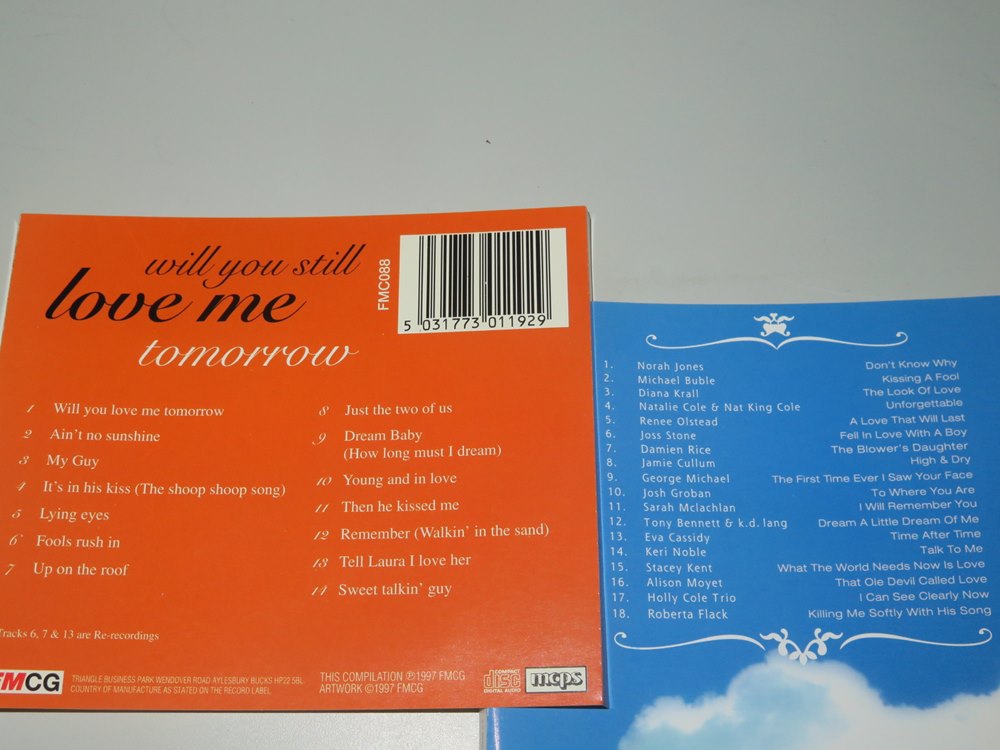 will you still
love me
tomorrow
FMC088
5 031773 011929
1 Will you love me tomorrow
2 Ain't no sunshine
3 My Guy
4 It's in his kiss (The shoop shoop song)
5 Lying eyes
6 Fools rush in
7 Up on the roof
8 Just the two of us
9 Dream Baby
(How long must I dream)
10 Young and in love
11 Then he kissed me
12 Remember (Walkin' in the sand)
13 Tell Laura I love her
14 Sweet talkin' guy
Tracks 6, 7 & 13 are Re-recordings
FMCG
TRIANGLE BUSINESS PARK WENDOVER ROAD AYLESBURY BUCKS HP22 5BL.
COUNTRY OF MANUFACTURE AS STATED ON THE RECORD LABEL
THIS COMPILATION ℗1997 FMCG
ARTWORK ©1997 FMCG
COMPACT
disc
DIGITAL AUDIO
mcps
1. Norah Jones Don't Know Why
2. Michael Buble Kissing A Fool
3. Diana Krall The Look Of Love
4. Natalie Cole & Nat King Cole Unforgettable
5. Renee Olstead A Love That Will Last
6. Joss Stone Fell In Love With A Boy
7. Damien Rice The Blower's Daughter
8. Jamie Cullum High & Dry
9. George Michael The First Time Ever I Saw Your Face
10. Josh Groban To Where You Are
11. Sarah Mclachlan I Will Remember You
12. Tony Bennett & k.d. lang Dream A Little Dream Of Me
13. Eva Cassidy Time After Time
14. Keri Noble Talk To Me
15. Stacey Kent What The World Needs Now Is Love
16. Alison Moyet That Ole Devil Called Love
17. Holly Cole Trio I Can See Clearly Now
18. Roberta Flack Killing Me Softly With His Song